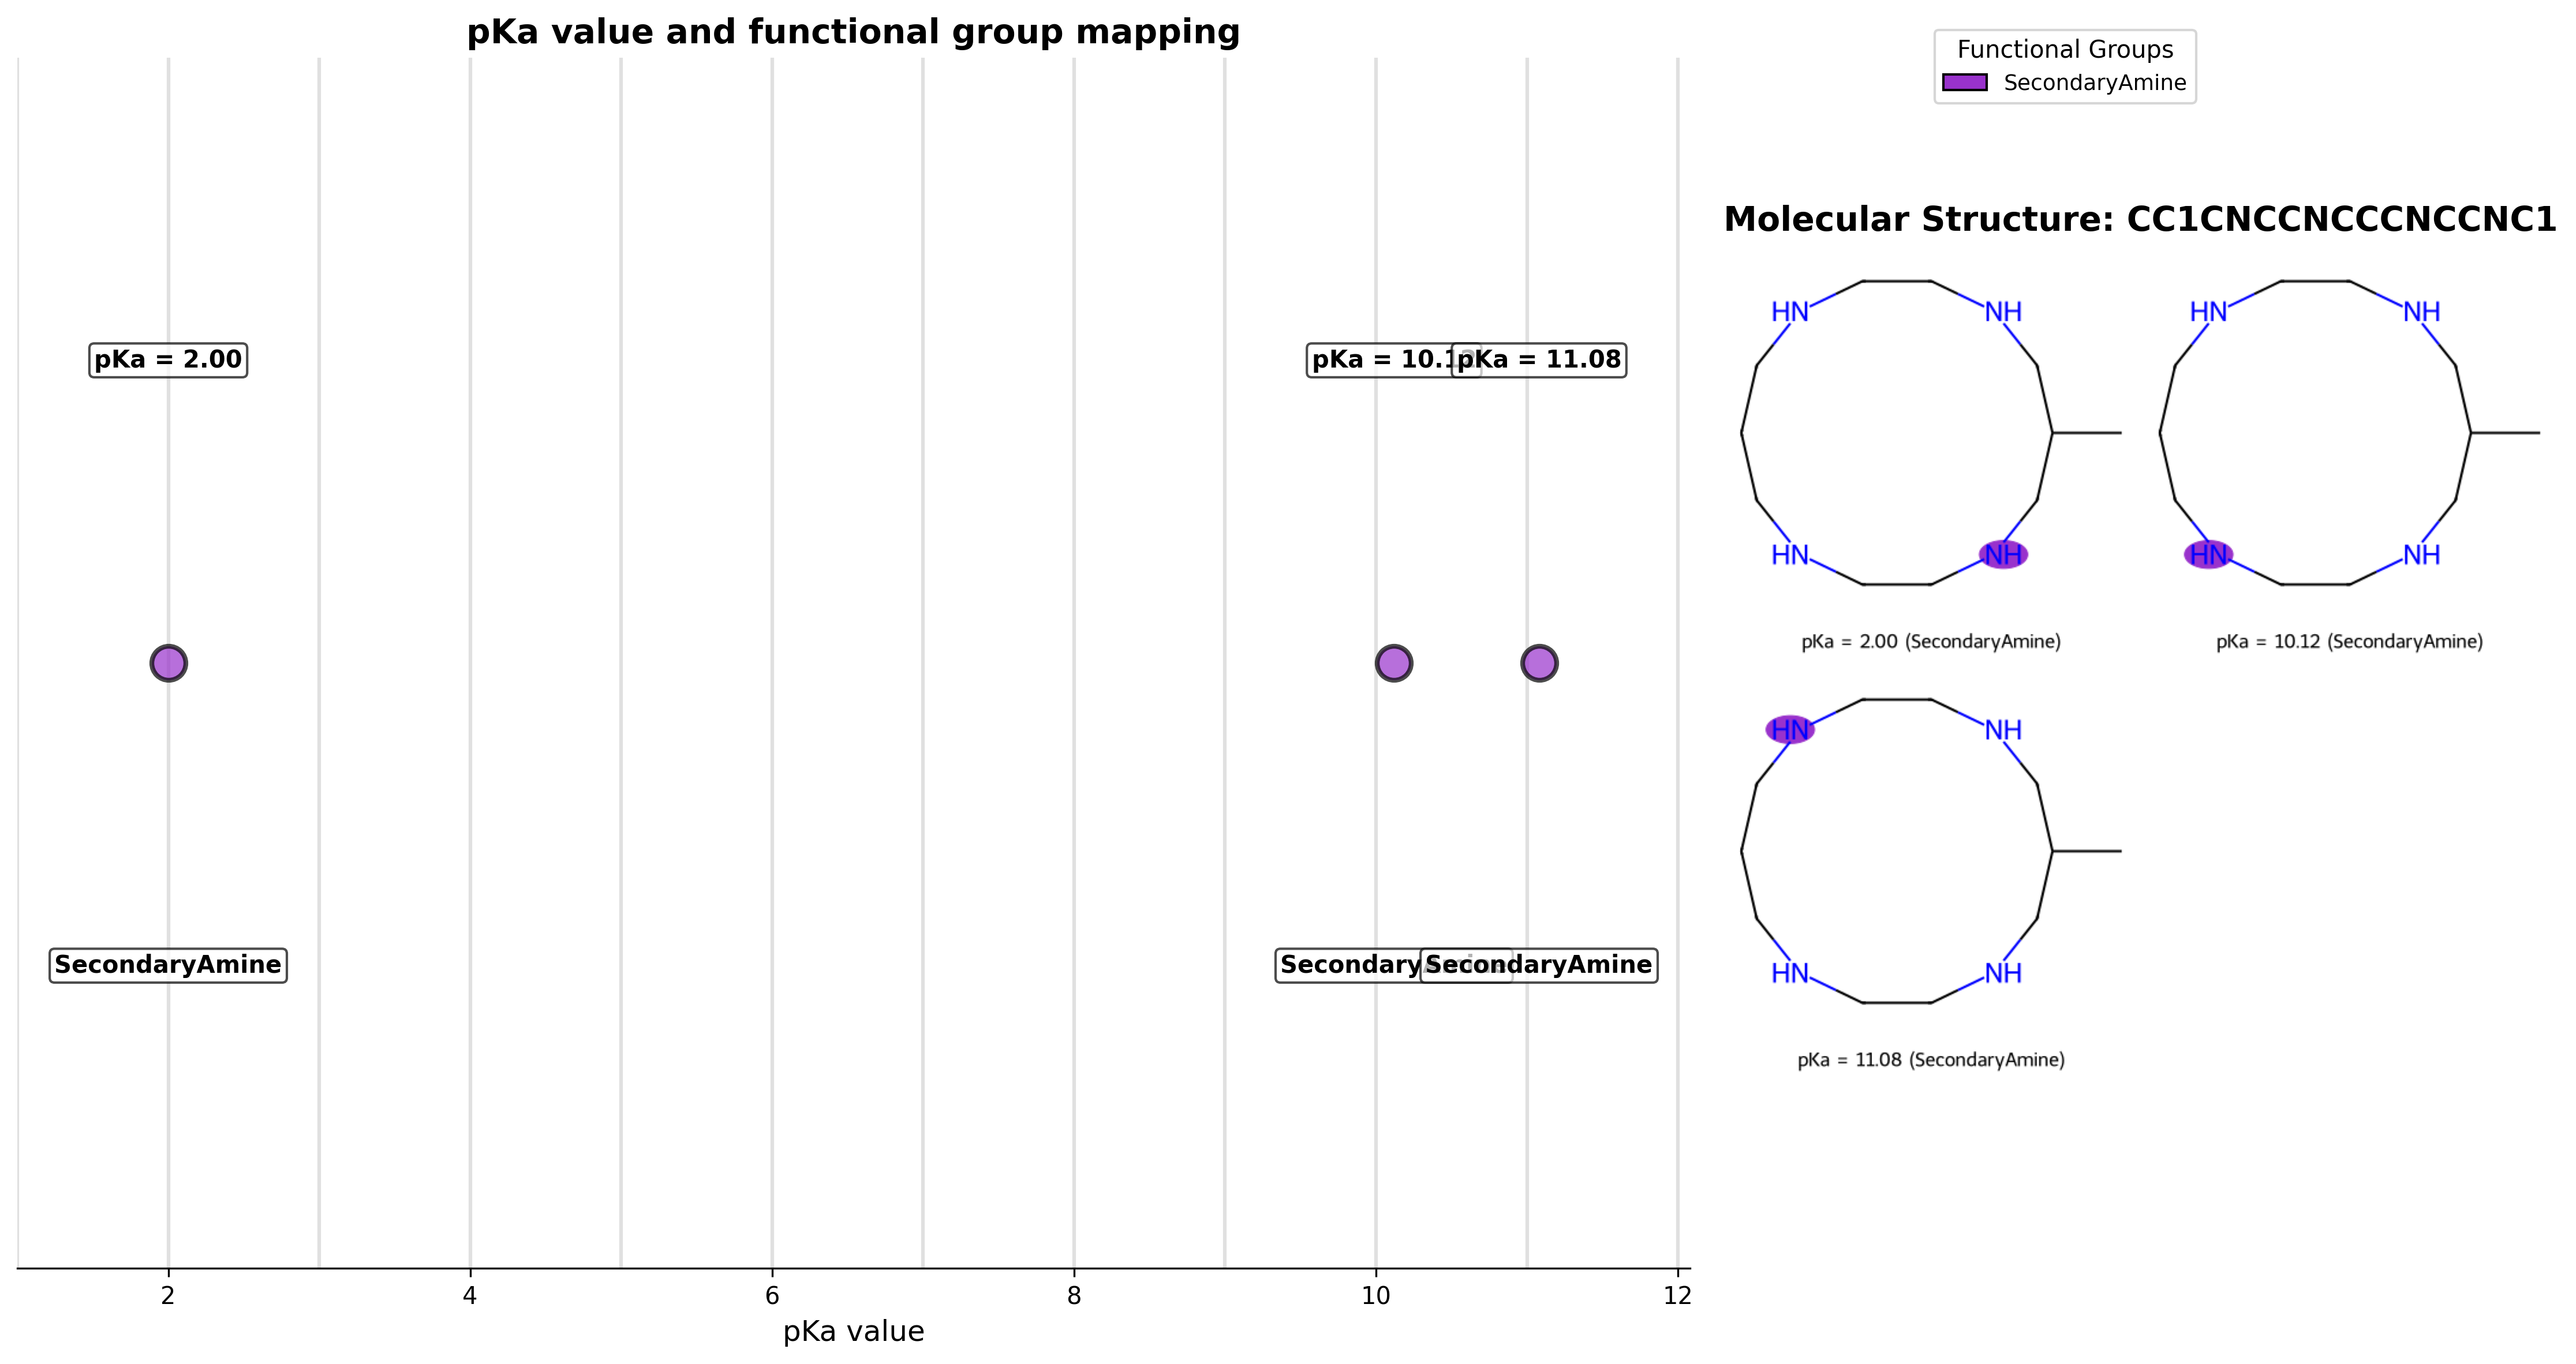 pKa value and functional group mapping
Functional Groups
SecondaryAmine
Molecular Structure: CC1CNCCNCCCNCCNC1
pKa = 2.00
pKa = 10.1
pKa = 11.08
SecondaryAmine
Secondary
SecondaryAmine
2
4
6
8
10
12
pKa value
HN
NH
HN
NH
pKa = 2.00 (SecondaryAmine)
HN
NH
HN
NH
pKa = 10.12 (SecondaryAmine)
HN
NH
HN
NH
pKa = 11.08 (SecondaryAmine)